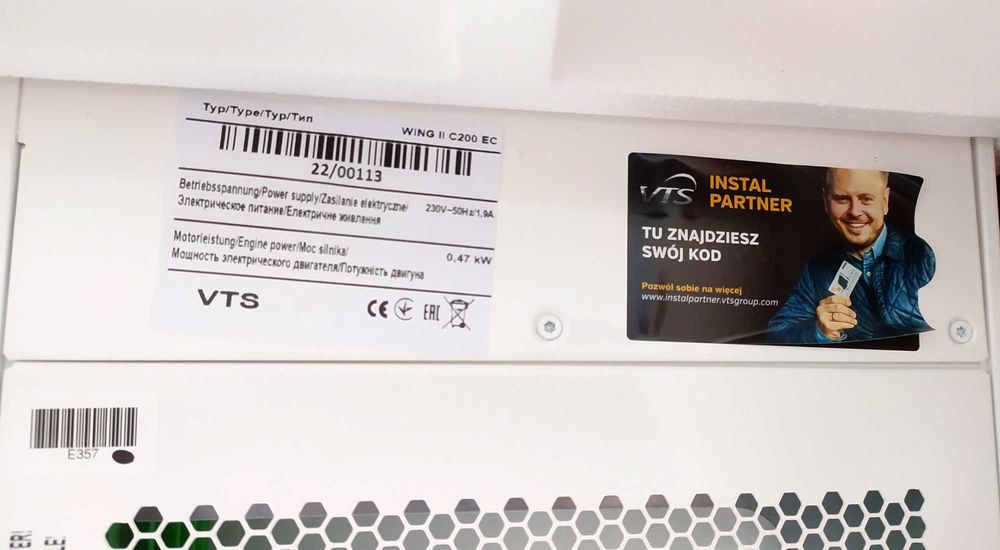 Typ/Type/Typ/Тип
WING II C200 EC
22/00113
Betriebsspannung/Power supply/Zasilanie elektryczne/
Электрическое питание/Електричне живлення
230V~50Hz/1,9A
Motorleistung/Engine power/Moc silnika/
Мощность электрического двигателя/Потужність двигуна
0,47 kW
VTS
CE
EAC
VTS
INSTAL
PARTNER
TU ZNAJDZIESZ
SWÓJ KOD
Pozwól sobie na więcej
www.instalpartner.vtsgroup.com
E357